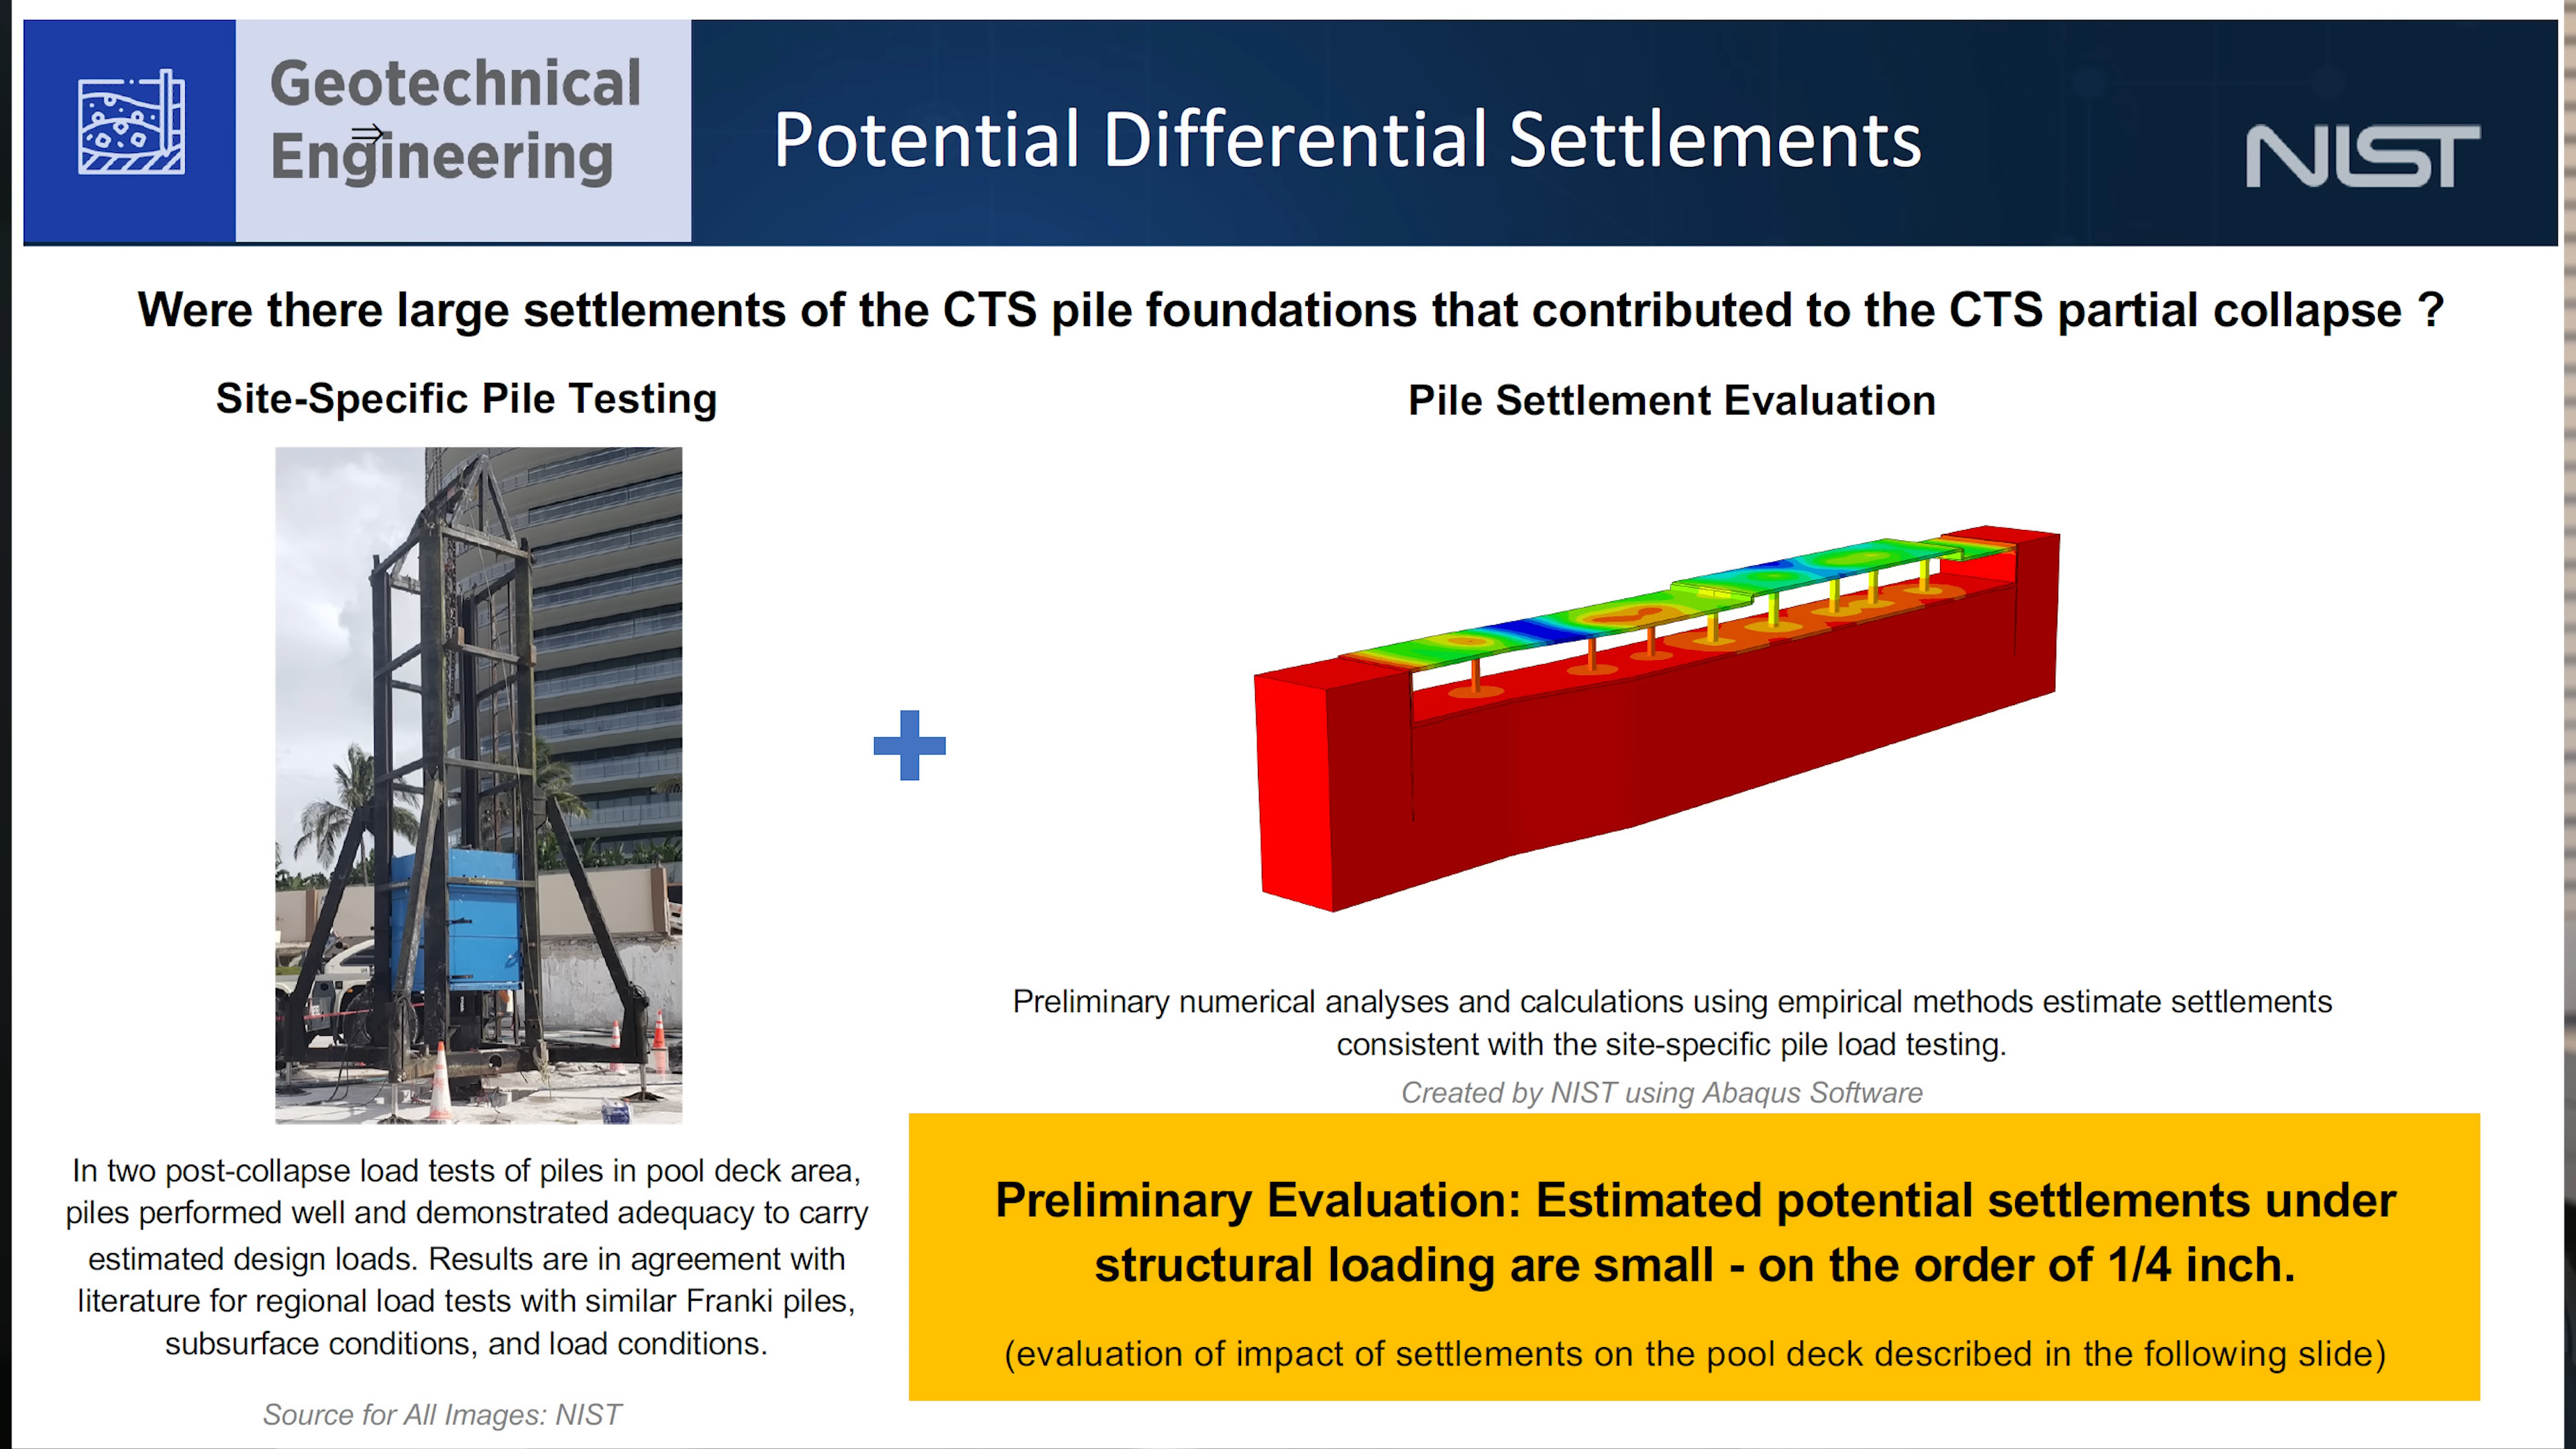 Geotechnical
Engineering
Potential Differential Settlements
NIST
Were there large settlements of the CTS pile foundations that contributed to the CTS partial collapse ?
Site-Specific Pile Testing
Pile Settlement Evaluation
Preliminary numerical analyses and calculations using empirical methods estimate settlements
consistent with the site-specific pile load testing.
Created by NIST using Abaqus Software
In two post-collapse load tests of piles in pool deck area,
piles performed well and demonstrated adequacy to carry
estimated design loads. Results are in agreement with
literature for regional load tests with similar Franki piles,
subsurface conditions, and load conditions.
Source for All Images: NIST
Preliminary Evaluation: Estimated potential settlements under
structural loading are small - on the order of 1/4 inch.
(evaluation of impact of settlements on the pool deck described in the following slide)